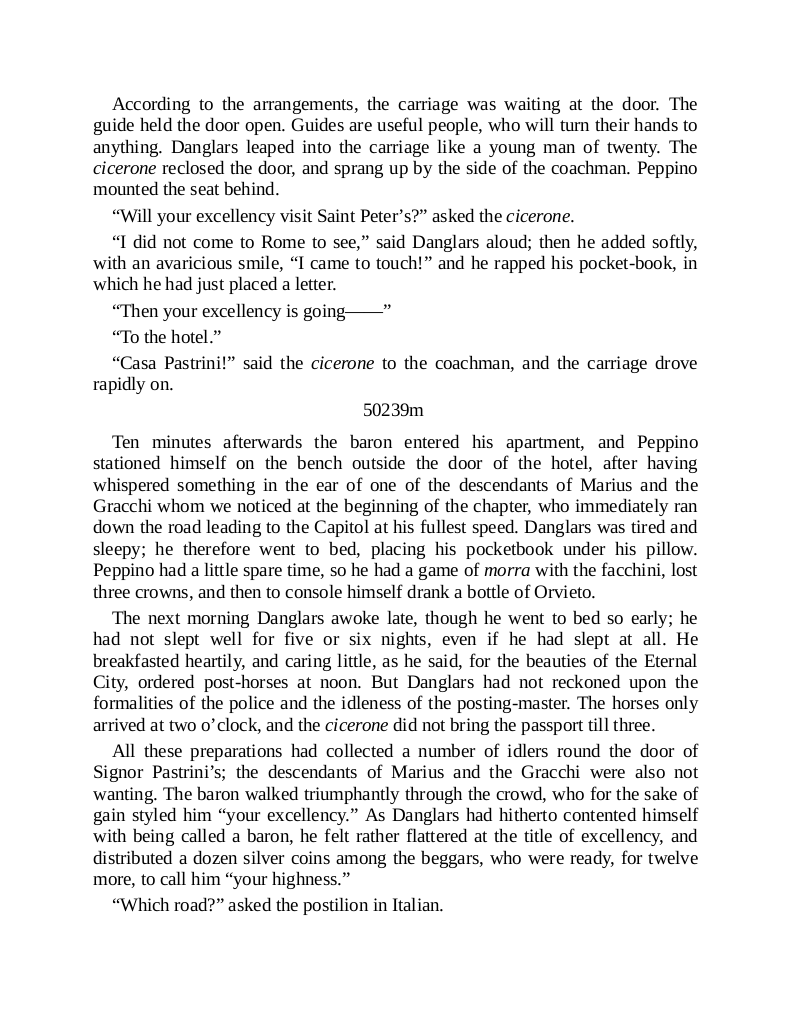 According to the arrangements, the carriage was waiting at the door. The
guide held the door open. Guides are useful people, who will turn their hands to
anything. Danglars leaped into the carriage like a young man of twenty. The
cicerone reclosed the door, and sprang up by the side of the coachman. Peppino
mounted the seat behind.
“Will your excellency visit Saint Peter’s?” asked the cicerone.
“I did not come to Rome to see,” said Danglars aloud; then he added softly,
with an avaricious smile, “I came to touch!” and he rapped his pocket-book, in
which he had just placed a letter.
“Then your excellency is going——”
“To the hotel.”
“Casa Pastrini!” said the cicerone to the coachman, and the carriage drove
rapidly on.
50239m
Ten minutes afterwards the baron entered his apartment, and Peppino
stationed himself on the bench outside the door of the hotel, after having
whispered something in the ear of one of the descendants of Marius and the
Gracchi whom we noticed at the beginning of the chapter, who immediately ran
down the road leading to the Capitol at his fullest speed. Danglars was tired and
sleepy; he therefore went to bed, placing his pocketbook under his pillow.
Peppino had a little spare time, so he had a game of morra with the facchini, lost
three crowns, and then to console himself drank a bottle of Orvieto.
The next morning Danglars awoke late, though he went to bed so early; he
had not slept well for five or six nights, even if he had slept at all. He
breakfasted heartily, and caring little, as he said, for the beauties of the Eternal
City, ordered post-horses at noon. But Danglars had not reckoned upon the
formalities of the police and the idleness of the posting-master. The horses only
arrived at two o’clock, and the cicerone did not bring the passport till three.
All these preparations had collected a number of idlers round the door of
Signor Pastrini’s; the descendants of Marius and the Gracchi were also not
wanting. The baron walked triumphantly through the crowd, who for the sake of
gain styled him “your excellency.” As Danglars had hitherto contented himself
with being called a baron, he felt rather flattered at the title of excellency, and
distributed a dozen silver coins among the beggars, who were ready, for twelve
more, to call him “your highness.”
“Which road?” asked the postilion in Italian.